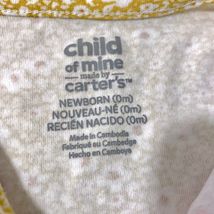 child
of mine
made by
carter's™
NEWBORN (0m)
NOUVEAU-NÉ (0m)
RECIÉN NACIDO (0m)
Made in Cambodia
Fabriqué au Cambodge
Hecho en Camboya